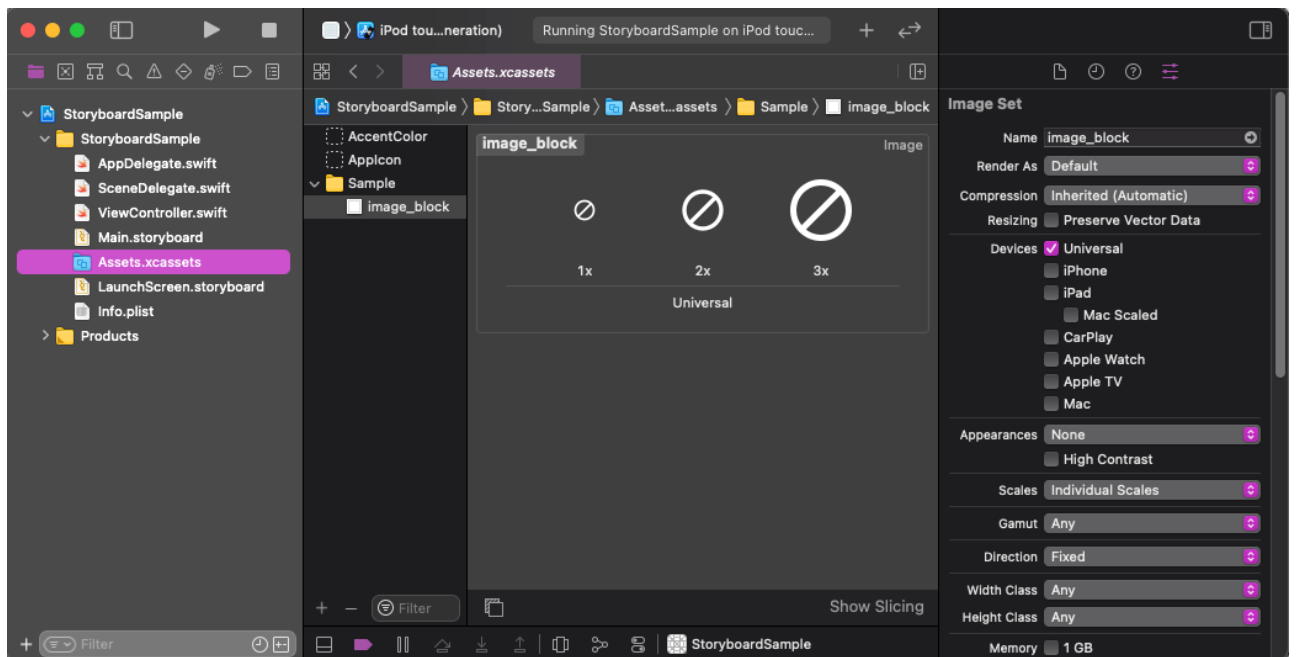 iPod tou...neration)
Running StoryboardSample on iPod touc...
Assets.xcassets
StoryboardSample
StoryboardSample
AppDelegate.swift
SceneDelegate.swift
ViewController.swift
Main.storyboard
Assets.xcassets
LaunchScreen.storyboard
Info.plist
Products
Filter
StoryboardSample Story...Sample Asset...assets Sample image_block
AccentColor
AppIcon
Sample
image_block
image_block Image
1x 2x 3x
Universal
Filter
Show Slicing
StoryboardSample
Image Set
Name image_block
Render As Default
Compression Inherited (Automatic)
Resizing Preserve Vector Data
Devices Universal
iPhone
iPad
Mac Scaled
CarPlay
Apple Watch
Apple TV
Mac
Appearances None
High Contrast
Scales Individual Scales
Gamut Any
Direction Fixed
Width Class Any
Height Class Any
Memory 1 GB